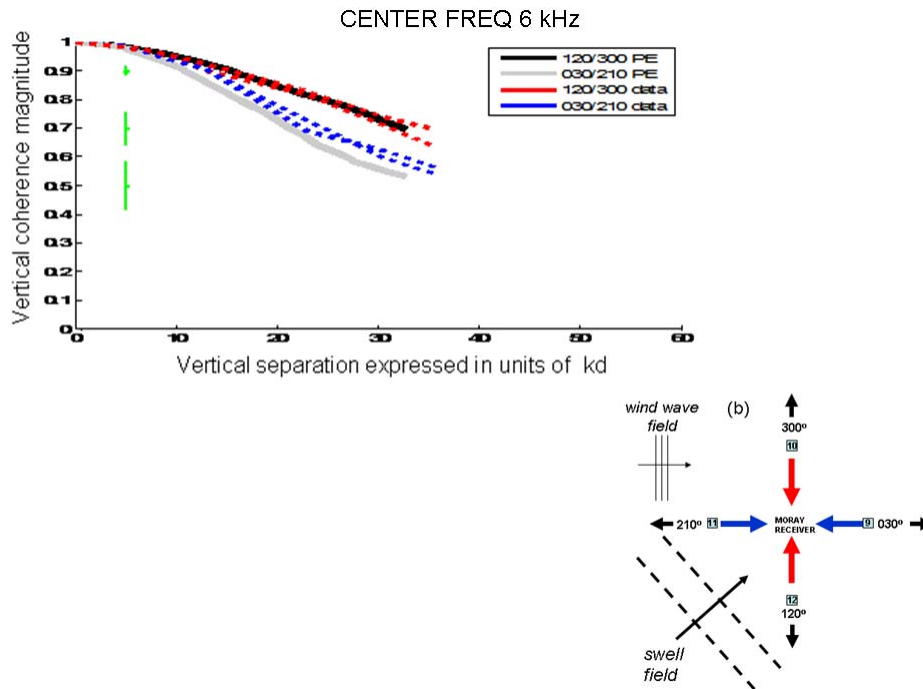 CENTER FREQ 6 kHz
Vertical coherence magnitude
1
0.9
0.8
0.7
0.6
0.5
0.4
0.3
0.2
0.1
0
0 10 20 30 40 50 60
Vertical separation expressed in units of kd
120/300 PE
030/210 PE
120/300 data
030/210 data
wind wave
field
(b)
300º
10
210º 11 MORAY 9 030º
RECEIVER
12
120º
swell
field